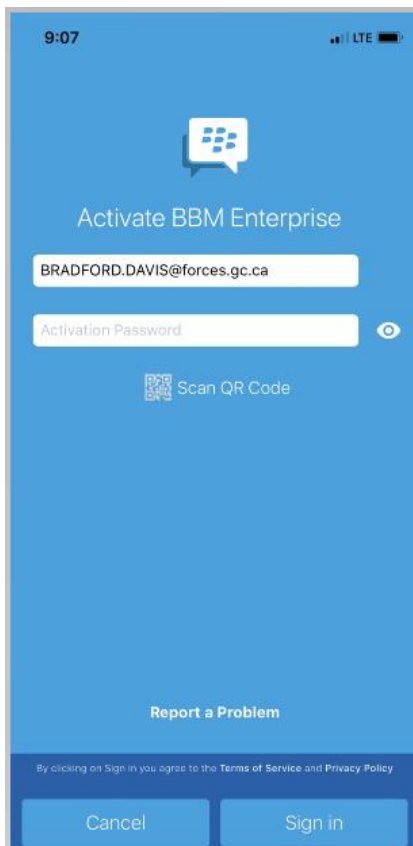 9:07
LTE
Activate BBM Enterprise
BRADFORD.DAVIS@forces.gc.ca
Activation Password
Scan QR Code
Report a Problem
By clicking on Sign in you agree to the Terms of Service and Privacy Policy
Cancel
Sign in